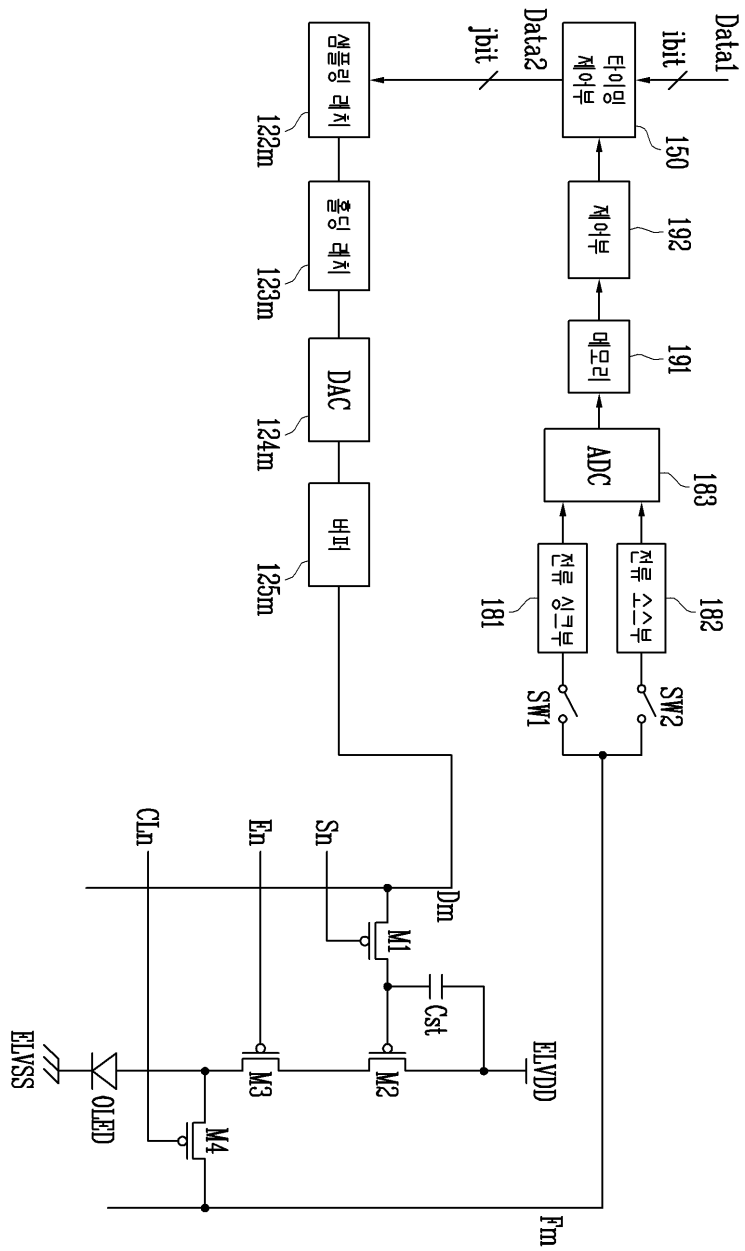 Data1
ibit
타이밍
제어부
150
Data2
jbit
샘플링 래치
122m
홀딩 래치
123m
DAC
124m
버퍼
125m
제어부
192
메모리
191
ADC
183
전류 싱크부
181
전류 소스부
182
SW1
SW2
Dm
Fm
Sn
En
CLn
M1
Cst
M2
M3
M4
ELVDD
OLED
ELVSS